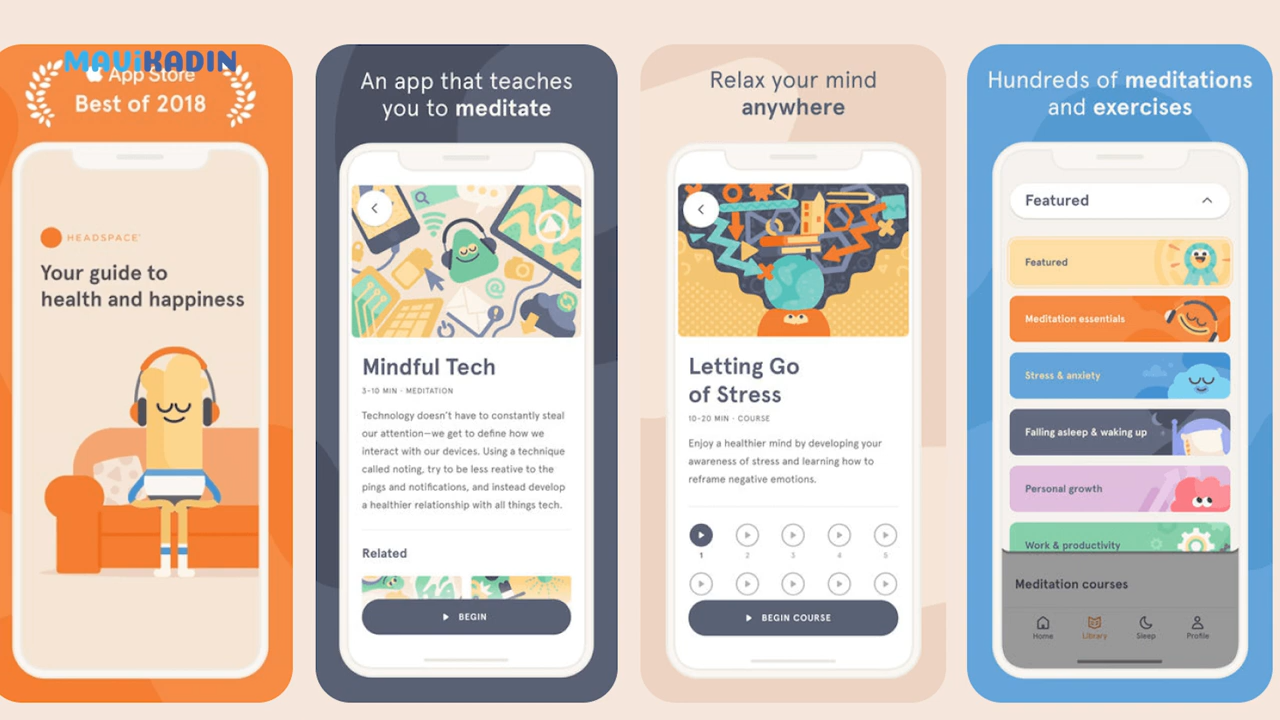 MAVİKADIN
App Store
Best of 2018
HEADSPACE
Your guide to
health and happiness
An app that teaches
you to meditate
Mindful Tech
3-10 MIN · MEDITATION
Technology doesn't have to constantly steal
our attention—we get to define how we
interact with our devices. Using a technique
called noting, try to be less reative to the
pings and notifications, and instead develop
a healthier relationship with all things tech.
Related
BEGIN
Relax your mind
anywhere
Letting Go
of Stress
10-20 MIN · COURSE
Enjoy a healthier mind by developing your
awareness of stress and learning how to
reframe negative emotions.
1 2 3 4 5
BEGIN COURSE
Hundreds of meditations
and exercises
Featured
Featured
Meditation essentials
Stress & anxiety
Falling asleep & waking up
Personal growth
Work & productivity
Meditation courses
Home Library Sleep Profile